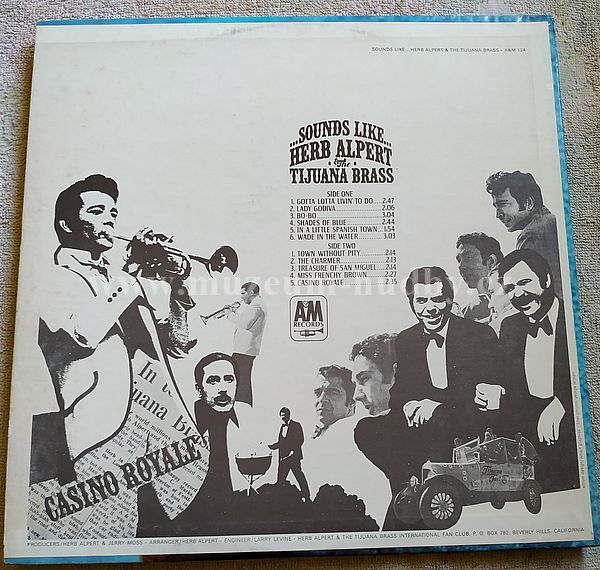 SOUNDS LIKE...HERB ALPERT & THE TIJUANA BRASS - A&M 124
...SOUNDS LIKE...
HERB ALPERT
& The
TIJUANA BRASS
SIDE ONE
1. GOTTA LOTTA LIVIN' TO DO....2:47
2. LADY GODIVA....2:06
3. BO-BO....3:04
4. SHADES OF BLUE....2:44
5. IN A LITTLE SPANISH TOWN...1:54
6. WADE IN THE WATER....3:03
SIDE TWO
1. TOWN WITHOUT PITY....2:14
2. THE CHARMER....2:14
3. TREASURE OF SAN MIGUEL....2:14
4. MISS FRENCHY BROWN....2:27
5. CASINO ROYALE....2:35
A&M
RECORDS
In
juana B
CASINO ROYALE
PRODUCERS/HERB ALPERT & JERRY MOSS - ARRANGER/HERB ALPERT - ENGINEER/LARRY LEVINE - HERB ALPERT & THE TIJUANA BRASS INTERNATIONAL FAN CLUB, P. O. BOX 782, BEVERLY HILLS, CALIFORNIA